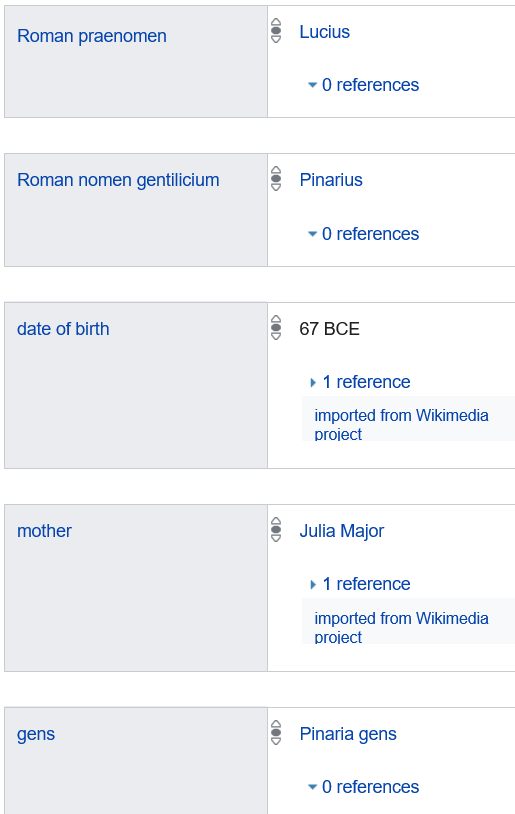 Roman praenomen
Lucius
0 references
Roman nomen gentilicium
Pinarius
0 references
date of birth
67 BCE
1 reference
imported from Wikimedia
project
mother
Julia Major
1 reference
imported from Wikimedia
project
gens
Pinaria gens
0 references